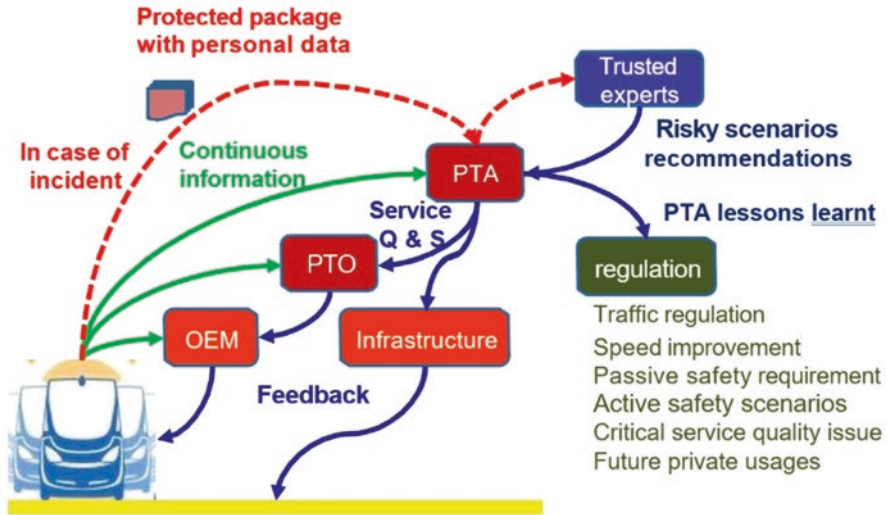 Protected package
with personal data
Trusted
experts
In case of
incident
Continuous
information
Risky scenarios
recommendations
PTA
Service
Q & S
PTA lessons learnt
PTO
regulation
OEM
Infrastructure
Feedback
Traffic regulation
Speed improvement
Passive safety requirement
Active safety scenarios
Critical service quality issue
Future private usages